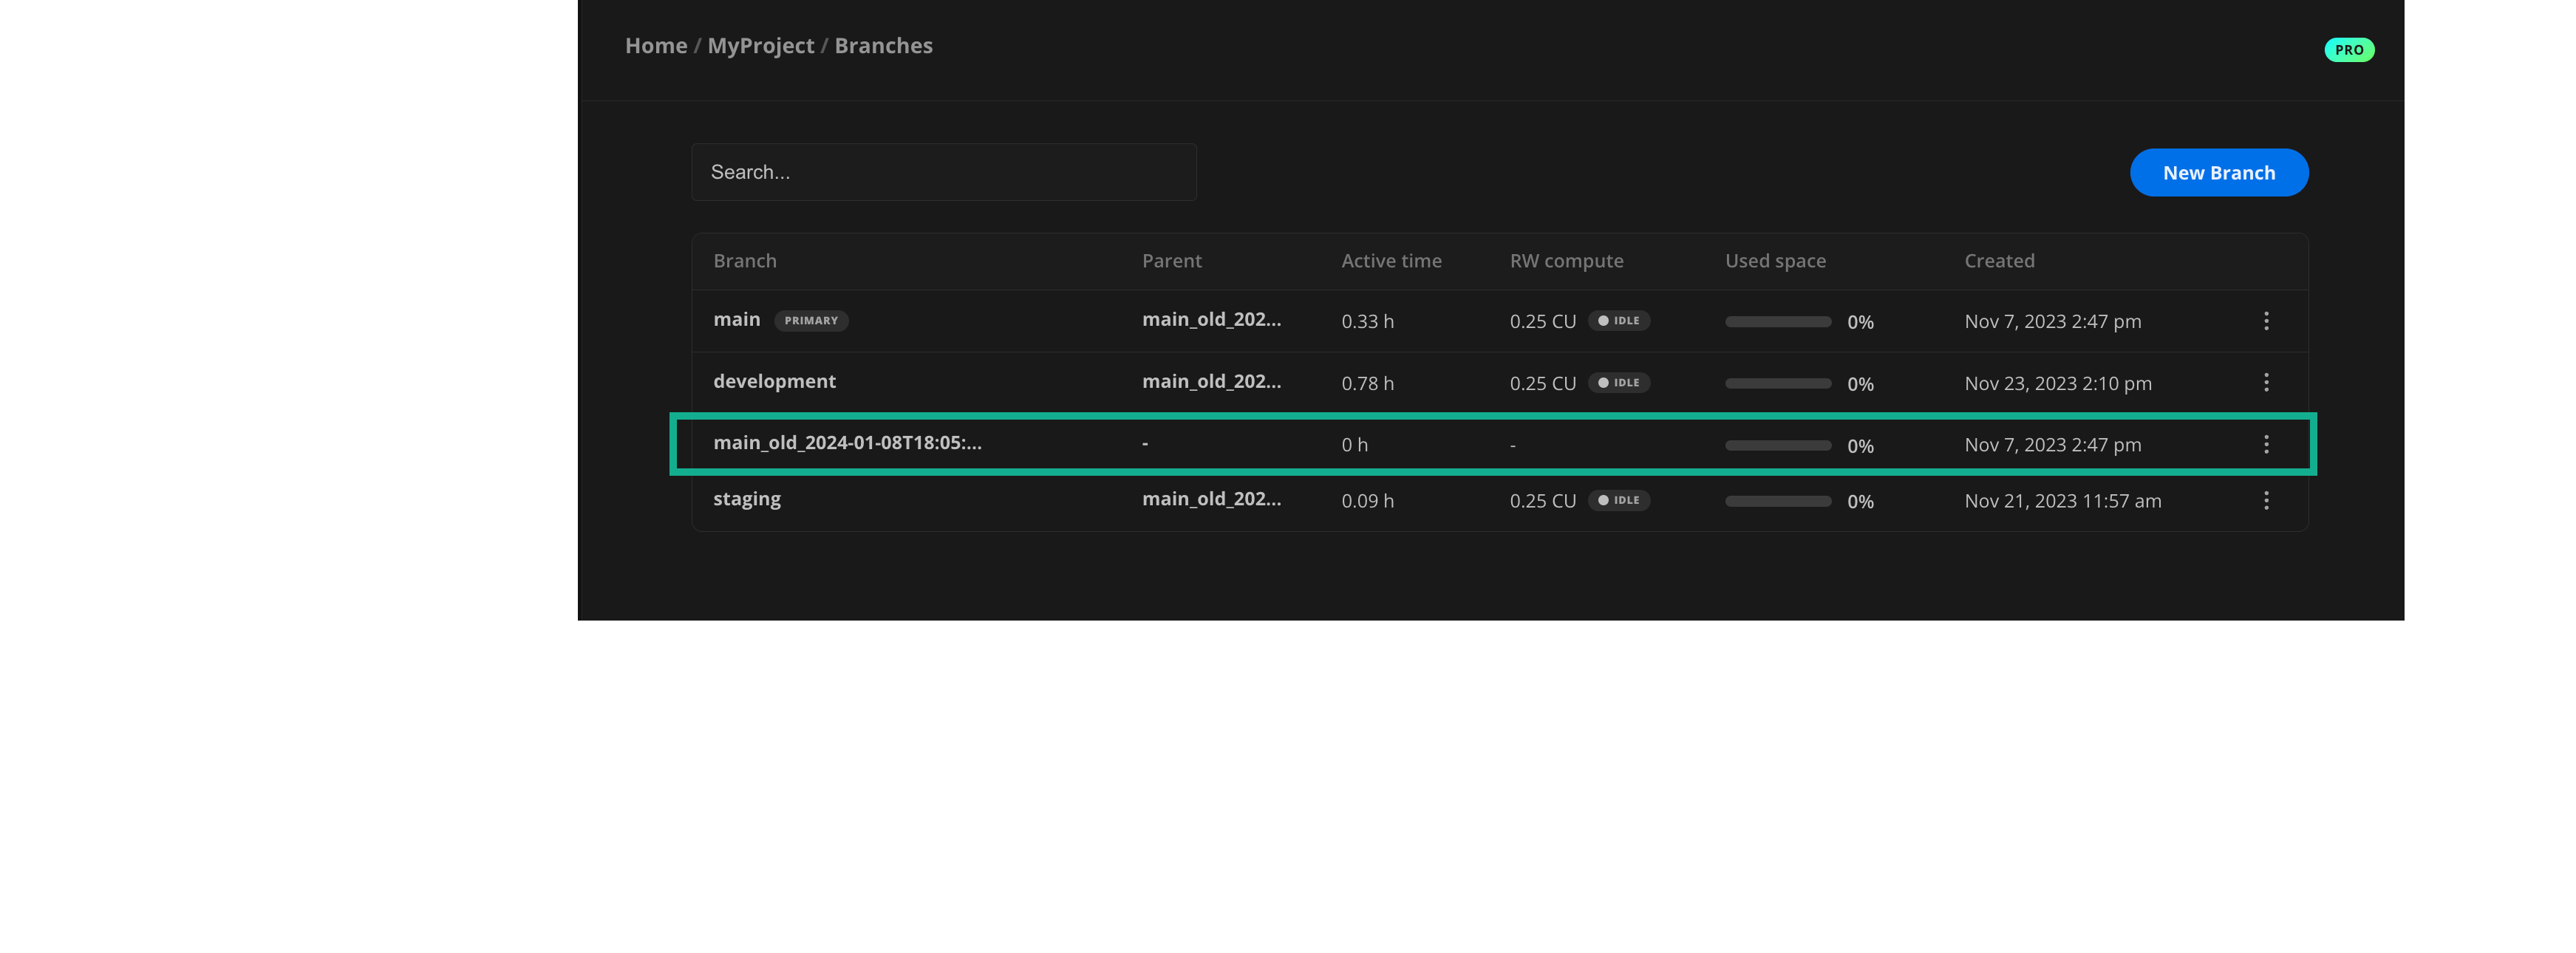 Home / MyProject / Branches
PRO
Search...
New Branch
Branch Parent Active time RW compute Used space Created
main PRIMARY main_old_202... 0.33 h 0.25 CU IDLE 0% Nov 7, 2023 2:47 pm
development main_old_202... 0.78 h 0.25 CU IDLE 0% Nov 23, 2023 2:10 pm
main_old_2024-01-08T18:05:... - 0 h - 0% Nov 7, 2023 2:47 pm
staging main_old_202... 0.09 h 0.25 CU IDLE 0% Nov 21, 2023 11:57 am